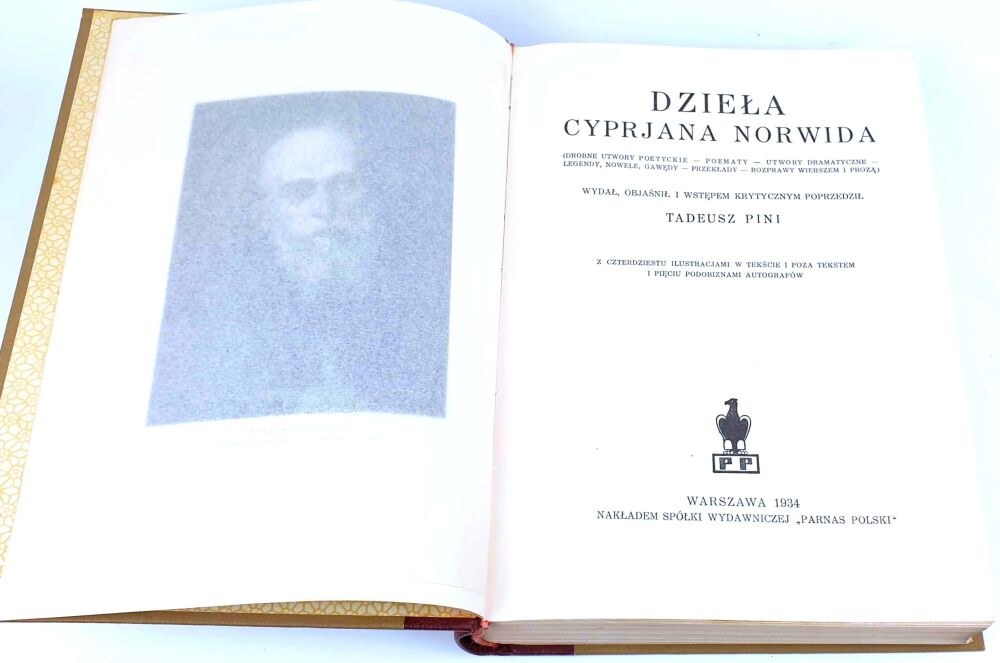 DZIEŁA
CYPRJANA NORWIDA
(DROBNE UTWORY POETYCKIE — POEMATY — UTWORY DRAMATYCZNE —
LEGENDY, NOWELE, GAWĘDY — PRZEKŁADY — ROZPRAWY WIERSZEM I PROZĄ)
WYDAŁ, OBJAŚNIŁ I WSTĘPEM KRYTYCZNYM POPRZEDZIŁ
TADEUSZ PINI
Z CZTERDZIESTU ILUSTRACJAMI W TEKŚCIE I POZA TEKSTEM
I PIĘCIU PODOBIZNAMI AUTOGRAFÓW
PP
WARSZAWA 1934
NAKŁADEM SPÓŁKI WYDAWNICZEJ „PARNAS POLSKI“